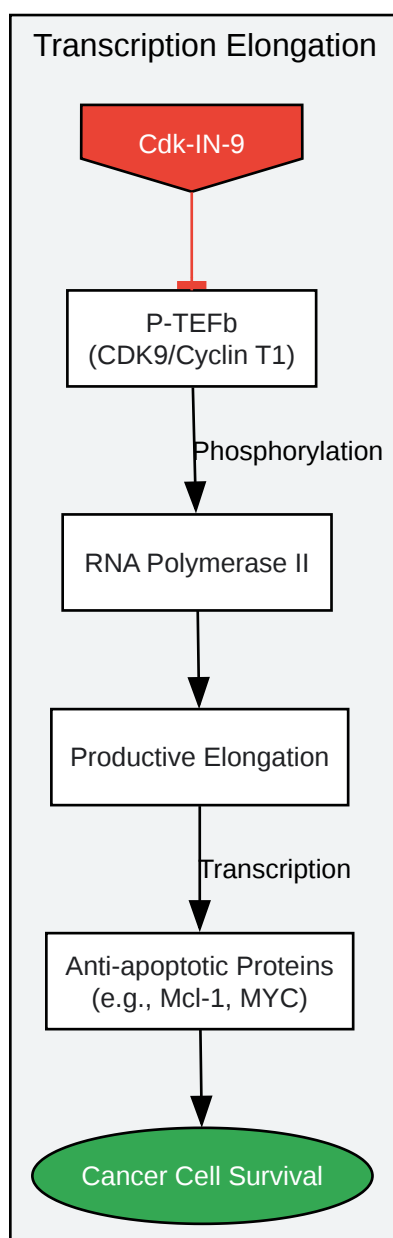 Transcription Elongation
Cdk-IN-9
P-TEFb
(CDK9/Cyclin T1)
Phosphorylation
RNA Polymerase II
Productive Elongation
Transcription
Anti-apoptotic Proteins
(e.g., Mcl-1, MYC)
Cancer Cell Survival